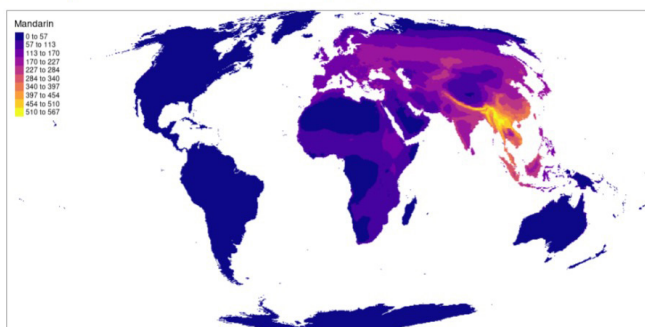 Mandarin
0 to 57
57 to 113
113 to 170
170 to 227
227 to 284
284 to 340
340 to 397
397 to 454
454 to 510
510 to 567